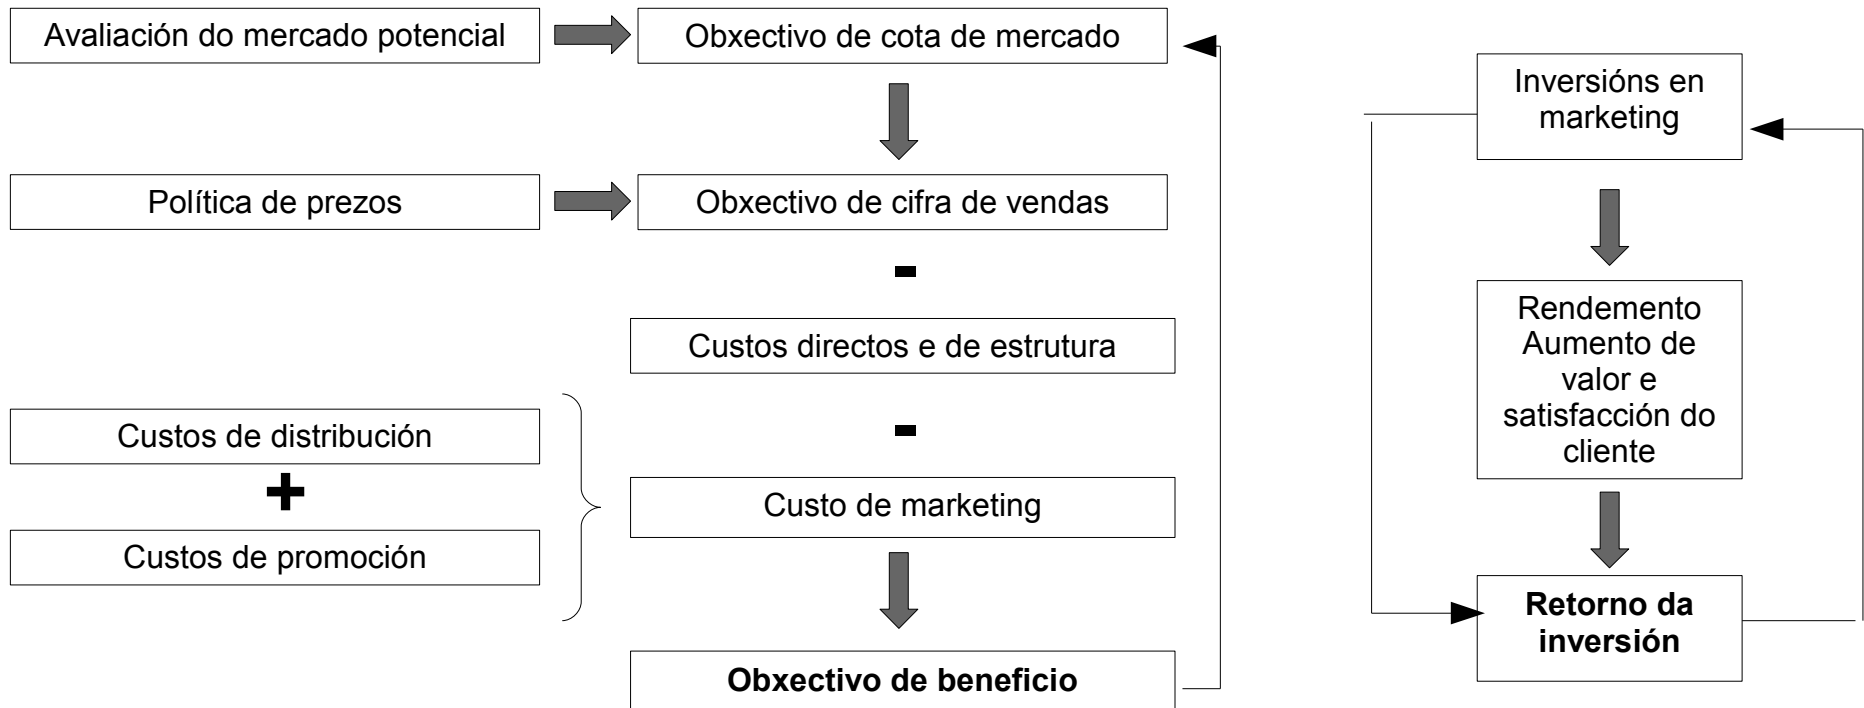 Avaliación do mercado potencial
Obxectivo de cota de mercado
Política de prezos
Obxectivo de cifra de vendas
-
Custos directos e de estrutura
Custos de distribución
-
+
Custo de marketing
Custos de promoción
Obxectivo de beneficio
Inversións en
marketing
Rendemento
Aumento de
valor e
satisfacción do
cliente
Retorno da
inversión